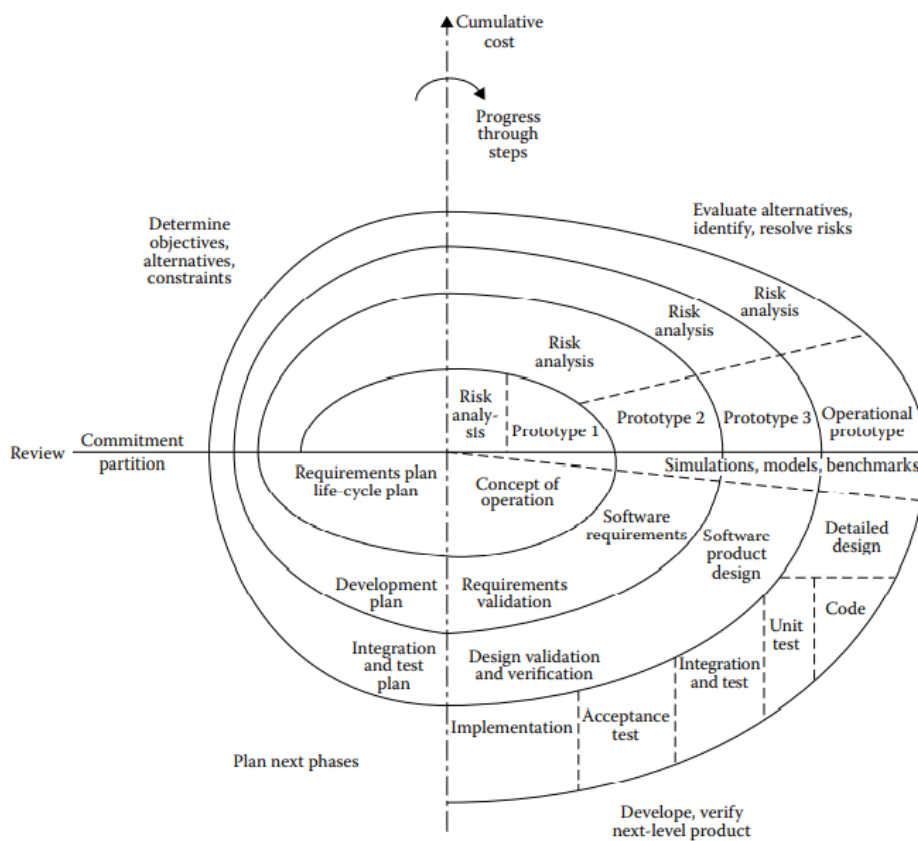 Cumulative
cost
Progress
through
steps
Determine
objectives,
alternatives,
constraints
Evaluate alternatives,
identify, resolve risks
Risk
analysis
Risk
analysis
Risk
analysis
Risk
analy-
sis
Prototype 1
Prototype 2
Prototype 3
Operational
prototype
Review
Commitment
partition
Simulations, models, benchmarks
Requirements plan
life-cycle plan
Concept of
operation
Software
requirements
Software
product
design
Detailed
design
Development
plan
Requirements
validation
Code
Unit
test
Integration
and test
plan
Design validation
and verification
Integration
and test
Implementation
Acceptance
test
Plan next phases
Develope, verify
next-level product